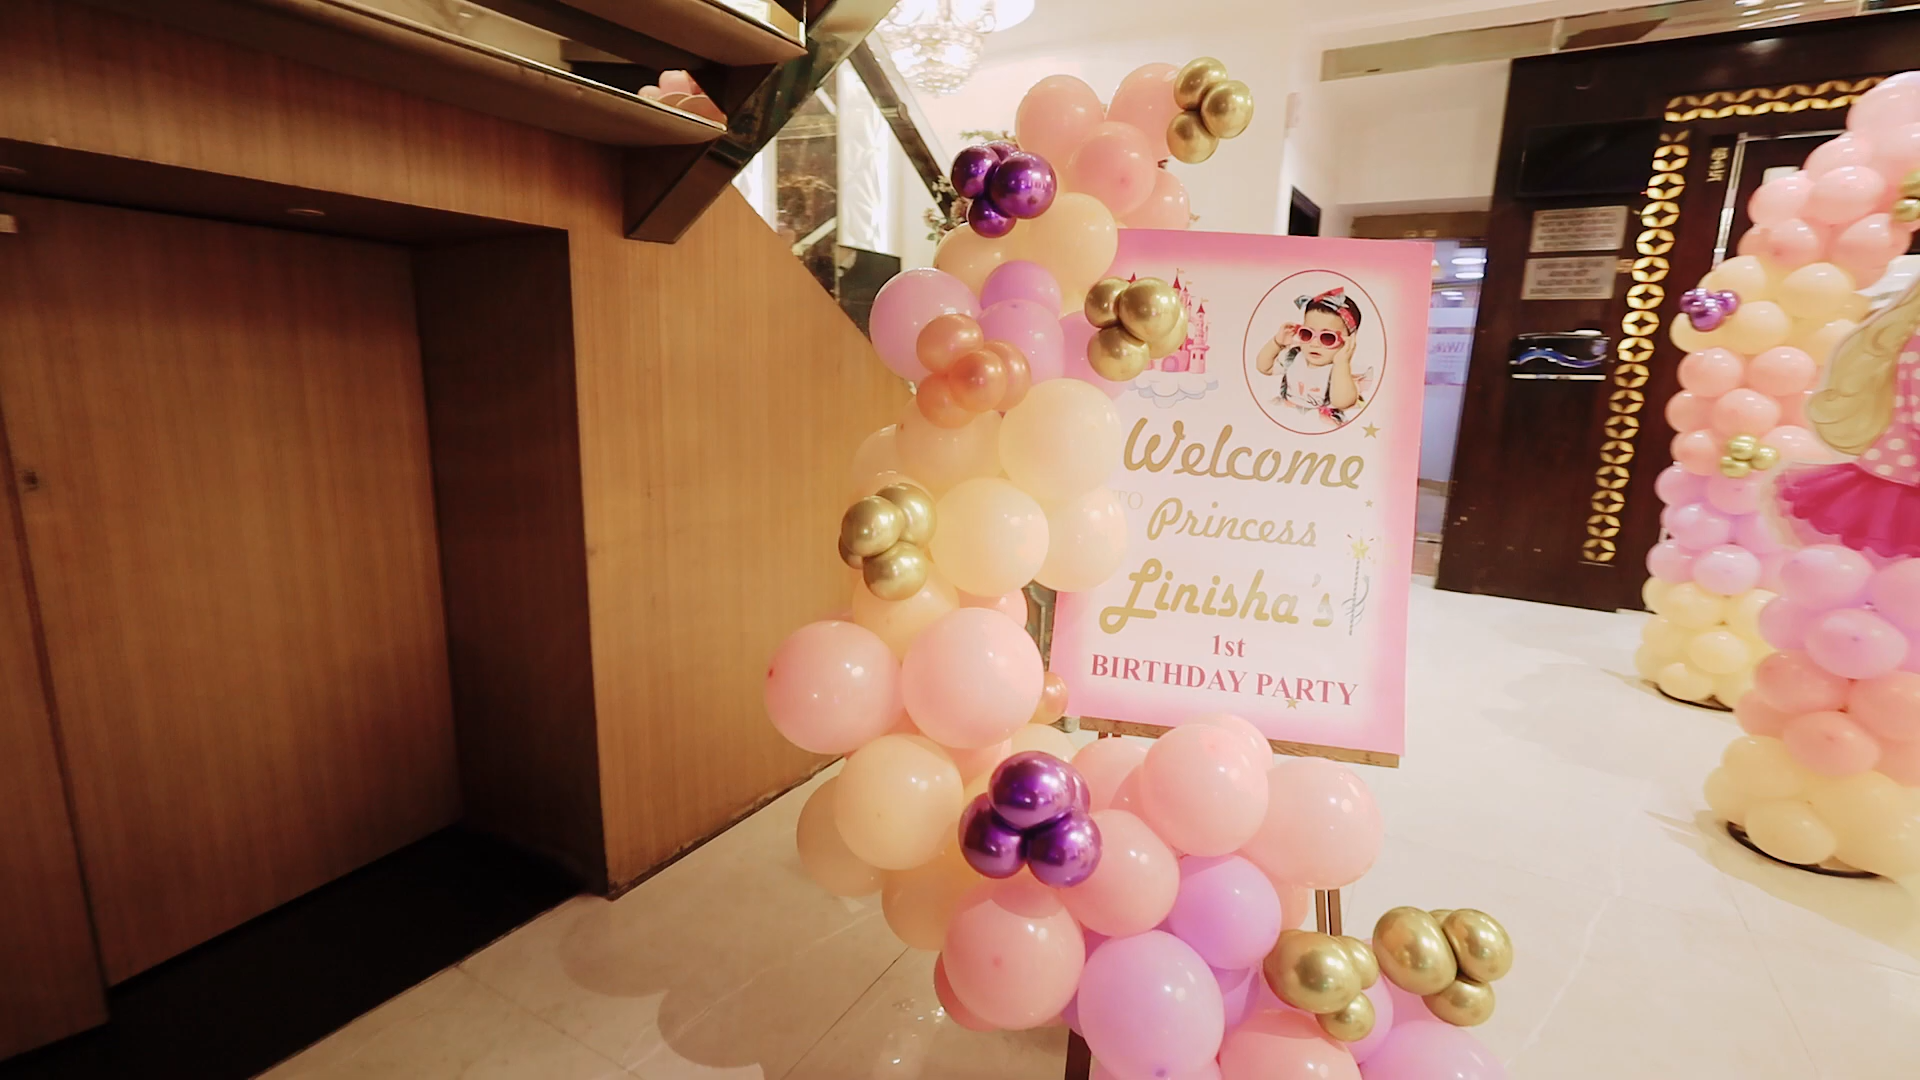 Welcome
TO Princess
Linisha's
1st
BIRTHDAY PARTY